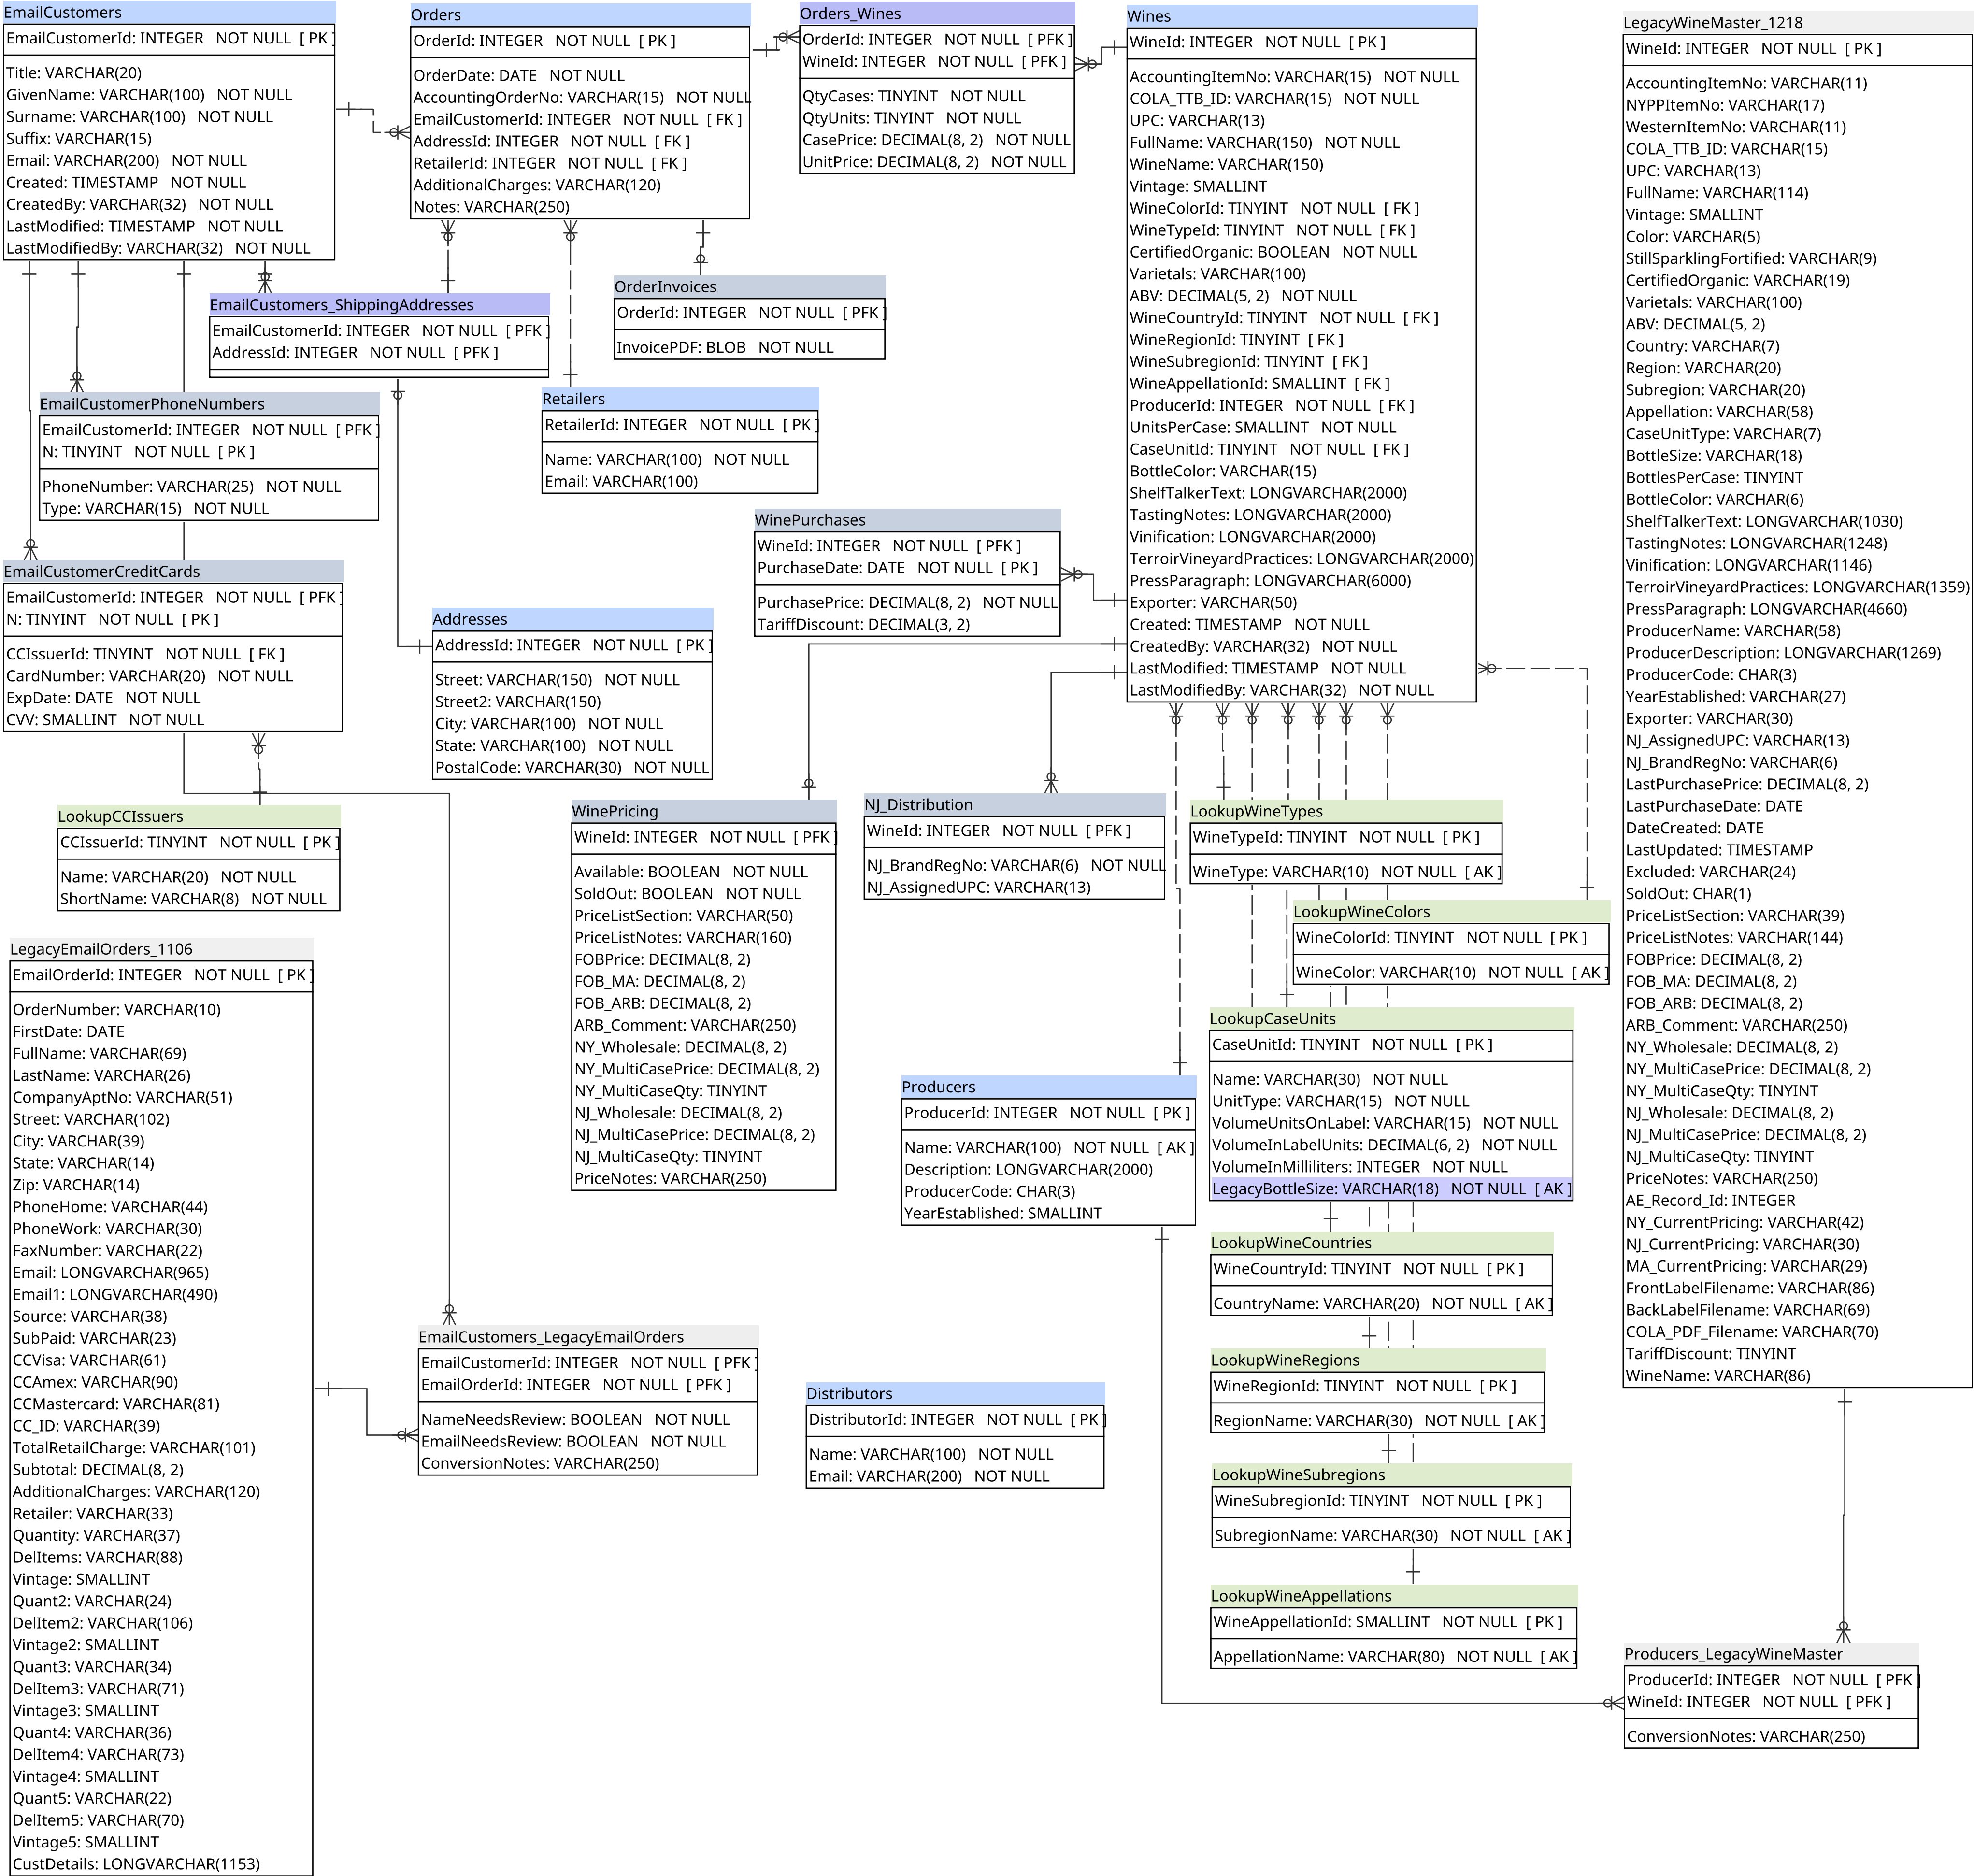 EmailCustomers
EmailCustomerId: INTEGER   NOT NULL  [ PK ]
Title: VARCHAR(20)
GivenName: VARCHAR(100)   NOT NULL
Surname: VARCHAR(100)   NOT NULL
Suffix: VARCHAR(15)
Email: VARCHAR(200)   NOT NULL
Created: TIMESTAMP   NOT NULL
CreatedBy: VARCHAR(32)   NOT NULL
LastModified: TIMESTAMP   NOT NULL
LastModifiedBy: VARCHAR(32)   NOT NULL
Orders
OrderId: INTEGER   NOT NULL  [ PK ]
OrderDate: DATE   NOT NULL
AccountingOrderNo: VARCHAR(15)   NOT NULL
EmailCustomerId: INTEGER   NOT NULL  [ FK ]
AddressId: INTEGER   NOT NULL  [ FK ]
RetailerId: INTEGER   NOT NULL  [ FK ]
AdditionalCharges: VARCHAR(120)
Notes: VARCHAR(250)
Orders_Wines
OrderId: INTEGER   NOT NULL  [ PFK ]
WineId: INTEGER   NOT NULL  [ PFK ]
QtyCases: TINYINT   NOT NULL
QtyUnits: TINYINT   NOT NULL
CasePrice: DECIMAL(8, 2)   NOT NULL
UnitPrice: DECIMAL(8, 2)   NOT NULL
Wines
WineId: INTEGER   NOT NULL  [ PK ]
AccountingItemNo: VARCHAR(15)   NOT NULL
COLA_TTB_ID: VARCHAR(15)   NOT NULL
UPC: VARCHAR(13)
FullName: VARCHAR(150)   NOT NULL
WineName: VARCHAR(150)
Vintage: SMALLINT
WineColorId: TINYINT   NOT NULL  [ FK ]
WineTypeId: TINYINT   NOT NULL  [ FK ]
CertifiedOrganic: BOOLEAN   NOT NULL
Varietals: VARCHAR(100)
ABV: DECIMAL(5, 2)   NOT NULL
WineCountryId: TINYINT   NOT NULL  [ FK ]
WineRegionId: TINYINT  [ FK ]
WineSubregionId: TINYINT  [ FK ]
WineAppellationId: SMALLINT  [ FK ]
ProducerId: INTEGER   NOT NULL  [ FK ]
UnitsPerCase: SMALLINT   NOT NULL
CaseUnitId: TINYINT   NOT NULL  [ FK ]
BottleColor: VARCHAR(15)
ShelfTalkerText: LONGVARCHAR(2000)
TastingNotes: LONGVARCHAR(2000)
Vinification: LONGVARCHAR(2000)
TerroirVineyardPractices: LONGVARCHAR(2000)
PressParagraph: LONGVARCHAR(6000)
Exporter: VARCHAR(50)
Created: TIMESTAMP   NOT NULL
CreatedBy: VARCHAR(32)   NOT NULL
LastModified: TIMESTAMP   NOT NULL
LastModifiedBy: VARCHAR(32)   NOT NULL
LegacyWineMaster_1218
WineId: INTEGER   NOT NULL  [ PK ]
AccountingItemNo: VARCHAR(11)
NYPPItemNo: VARCHAR(17)
WesternItemNo: VARCHAR(11)
COLA_TTB_ID: VARCHAR(15)
UPC: VARCHAR(13)
FullName: VARCHAR(114)
Vintage: SMALLINT
Color: VARCHAR(5)
StillSparklingFortified: VARCHAR(9)
CertifiedOrganic: VARCHAR(19)
Varietals: VARCHAR(100)
ABV: DECIMAL(5, 2)
Country: VARCHAR(7)
Region: VARCHAR(20)
Subregion: VARCHAR(20)
Appellation: VARCHAR(58)
CaseUnitType: VARCHAR(7)
BottleSize: VARCHAR(18)
BottlesPerCase: TINYINT
BottleColor: VARCHAR(6)
ShelfTalkerText: LONGVARCHAR(1030)
TastingNotes: LONGVARCHAR(1248)
Vinification: LONGVARCHAR(1146)
TerroirVineyardPractices: LONGVARCHAR(1359)
PressParagraph: LONGVARCHAR(4660)
ProducerName: VARCHAR(58)
ProducerDescription: LONGVARCHAR(1269)
ProducerCode: CHAR(3)
YearEstablished: VARCHAR(27)
Exporter: VARCHAR(30)
NJ_AssignedUPC: VARCHAR(13)
NJ_BrandRegNo: VARCHAR(6)
LastPurchasePrice: DECIMAL(8, 2)
LastPurchaseDate: DATE
DateCreated: DATE
LastUpdated: TIMESTAMP
Excluded: VARCHAR(24)
SoldOut: CHAR(1)
PriceListSection: VARCHAR(39)
PriceListNotes: VARCHAR(144)
FOBPrice: DECIMAL(8, 2)
FOB_MA: DECIMAL(8, 2)
FOB_ARB: DECIMAL(8, 2)
ARB_Comment: VARCHAR(250)
NY_Wholesale: DECIMAL(8, 2)
NY_MultiCasePrice: DECIMAL(8, 2)
NY_MultiCaseQty: TINYINT
NJ_Wholesale: DECIMAL(8, 2)
NJ_MultiCasePrice: DECIMAL(8, 2)
NJ_MultiCaseQty: TINYINT
PriceNotes: VARCHAR(250)
AE_Record_Id: INTEGER
NY_CurrentPricing: VARCHAR(42)
NJ_CurrentPricing: VARCHAR(30)
MA_CurrentPricing: VARCHAR(29)
FrontLabelFilename: VARCHAR(86)
BackLabelFilename: VARCHAR(69)
COLA_PDF_Filename: VARCHAR(70)
TariffDiscount: TINYINT
WineName: VARCHAR(86)
EmailCustomers_ShippingAddresses
EmailCustomerId: INTEGER   NOT NULL  [ PFK ]
AddressId: INTEGER   NOT NULL  [ PFK ]
OrderInvoices
OrderId: INTEGER   NOT NULL  [ PFK ]
InvoicePDF: BLOB   NOT NULL
EmailCustomerPhoneNumbers
EmailCustomerId: INTEGER   NOT NULL  [ PFK ]
N: TINYINT   NOT NULL  [ PK ]
PhoneNumber: VARCHAR(25)   NOT NULL
Type: VARCHAR(15)   NOT NULL
Retailers
RetailerId: INTEGER   NOT NULL  [ PK ]
Name: VARCHAR(100)   NOT NULL
Email: VARCHAR(100)
WinePurchases
WineId: INTEGER   NOT NULL  [ PFK ]
PurchaseDate: DATE   NOT NULL  [ PK ]
PurchasePrice: DECIMAL(8, 2)   NOT NULL
TariffDiscount: DECIMAL(3, 2)
EmailCustomerCreditCards
EmailCustomerId: INTEGER   NOT NULL  [ PFK ]
N: TINYINT   NOT NULL  [ PK ]
CCIssuerId: TINYINT   NOT NULL  [ FK ]
CardNumber: VARCHAR(20)   NOT NULL
ExpDate: DATE   NOT NULL
CVV: SMALLINT   NOT NULL
Addresses
AddressId: INTEGER   NOT NULL  [ PK ]
Street: VARCHAR(150)   NOT NULL
Street2: VARCHAR(150)
City: VARCHAR(100)   NOT NULL
State: VARCHAR(100)   NOT NULL
PostalCode: VARCHAR(30)   NOT NULL
LookupCCIssuers
CCIssuerId: TINYINT   NOT NULL  [ PK ]
Name: VARCHAR(20)   NOT NULL
ShortName: VARCHAR(8)   NOT NULL
WinePricing
WineId: INTEGER   NOT NULL  [ PFK ]
Available: BOOLEAN   NOT NULL
SoldOut: BOOLEAN   NOT NULL
PriceListSection: VARCHAR(50)
PriceListNotes: VARCHAR(160)
FOBPrice: DECIMAL(8, 2)
FOB_MA: DECIMAL(8, 2)
FOB_ARB: DECIMAL(8, 2)
ARB_Comment: VARCHAR(250)
NY_Wholesale: DECIMAL(8, 2)
NY_MultiCasePrice: DECIMAL(8, 2)
NY_MultiCaseQty: TINYINT
NJ_Wholesale: DECIMAL(8, 2)
NJ_MultiCasePrice: DECIMAL(8, 2)
NJ_MultiCaseQty: TINYINT
PriceNotes: VARCHAR(250)
NJ_Distribution
WineId: INTEGER   NOT NULL  [ PFK ]
NJ_BrandRegNo: VARCHAR(6)   NOT NULL
NJ_AssignedUPC: VARCHAR(13)
LookupWineTypes
WineTypeId: TINYINT   NOT NULL  [ PK ]
WineType: VARCHAR(10)   NOT NULL  [ AK ]
LookupWineColors
WineColorId: TINYINT   NOT NULL  [ PK ]
WineColor: VARCHAR(10)   NOT NULL  [ AK ]
LegacyEmailOrders_1106
EmailOrderId: INTEGER   NOT NULL  [ PK ]
OrderNumber: VARCHAR(10)
FirstDate: DATE
FullName: VARCHAR(69)
LastName: VARCHAR(26)
CompanyAptNo: VARCHAR(51)
Street: VARCHAR(102)
City: VARCHAR(39)
State: VARCHAR(14)
Zip: VARCHAR(14)
PhoneHome: VARCHAR(44)
PhoneWork: VARCHAR(30)
FaxNumber: VARCHAR(22)
Email: LONGVARCHAR(965)
Email1: LONGVARCHAR(490)
Source: VARCHAR(38)
SubPaid: VARCHAR(23)
CCVisa: VARCHAR(61)
CCAmex: VARCHAR(90)
CCMastercard: VARCHAR(81)
CC_ID: VARCHAR(39)
TotalRetailCharge: VARCHAR(101)
Subtotal: DECIMAL(8, 2)
AdditionalCharges: VARCHAR(120)
Retailer: VARCHAR(33)
Quantity: VARCHAR(37)
DelItems: VARCHAR(88)
Vintage: SMALLINT
Quant2: VARCHAR(24)
DelItem2: VARCHAR(106)
Vintage2: SMALLINT
Quant3: VARCHAR(34)
DelItem3: VARCHAR(71)
Vintage3: SMALLINT
Quant4: VARCHAR(36)
DelItem4: VARCHAR(73)
Vintage4: SMALLINT
Quant5: VARCHAR(22)
DelItem5: VARCHAR(70)
Vintage5: SMALLINT
CustDetails: LONGVARCHAR(1153)
LookupCaseUnits
CaseUnitId: TINYINT   NOT NULL  [ PK ]
Name: VARCHAR(30)   NOT NULL
UnitType: VARCHAR(15)   NOT NULL
VolumeUnitsOnLabel: VARCHAR(15)   NOT NULL
VolumeInLabelUnits: DECIMAL(6, 2)   NOT NULL
VolumeInMilliliters: INTEGER   NOT NULL
LegacyBottleSize: VARCHAR(18)   NOT NULL  [ AK ]
Producers
ProducerId: INTEGER   NOT NULL  [ PK ]
Name: VARCHAR(100)   NOT NULL  [ AK ]
Description: LONGVARCHAR(2000)
ProducerCode: CHAR(3)
YearEstablished: SMALLINT
LookupWineCountries
WineCountryId: TINYINT   NOT NULL  [ PK ]
CountryName: VARCHAR(20)   NOT NULL  [ AK ]
EmailCustomers_LegacyEmailOrders
EmailCustomerId: INTEGER   NOT NULL  [ PFK ]
EmailOrderId: INTEGER   NOT NULL  [ PFK ]
NameNeedsReview: BOOLEAN   NOT NULL
EmailNeedsReview: BOOLEAN   NOT NULL
ConversionNotes: VARCHAR(250)
LookupWineRegions
WineRegionId: TINYINT   NOT NULL  [ PK ]
RegionName: VARCHAR(30)   NOT NULL  [ AK ]
Distributors
DistributorId: INTEGER   NOT NULL  [ PK ]
Name: VARCHAR(100)   NOT NULL
Email: VARCHAR(200)   NOT NULL
LookupWineSubregions
WineSubregionId: TINYINT   NOT NULL  [ PK ]
SubregionName: VARCHAR(30)   NOT NULL  [ AK ]
LookupWineAppellations
WineAppellationId: SMALLINT   NOT NULL  [ PK ]
AppellationName: VARCHAR(80)   NOT NULL  [ AK ]
Producers_LegacyWineMaster
ProducerId: INTEGER   NOT NULL  [ PFK ]
WineId: INTEGER   NOT NULL  [ PFK ]
ConversionNotes: VARCHAR(250)